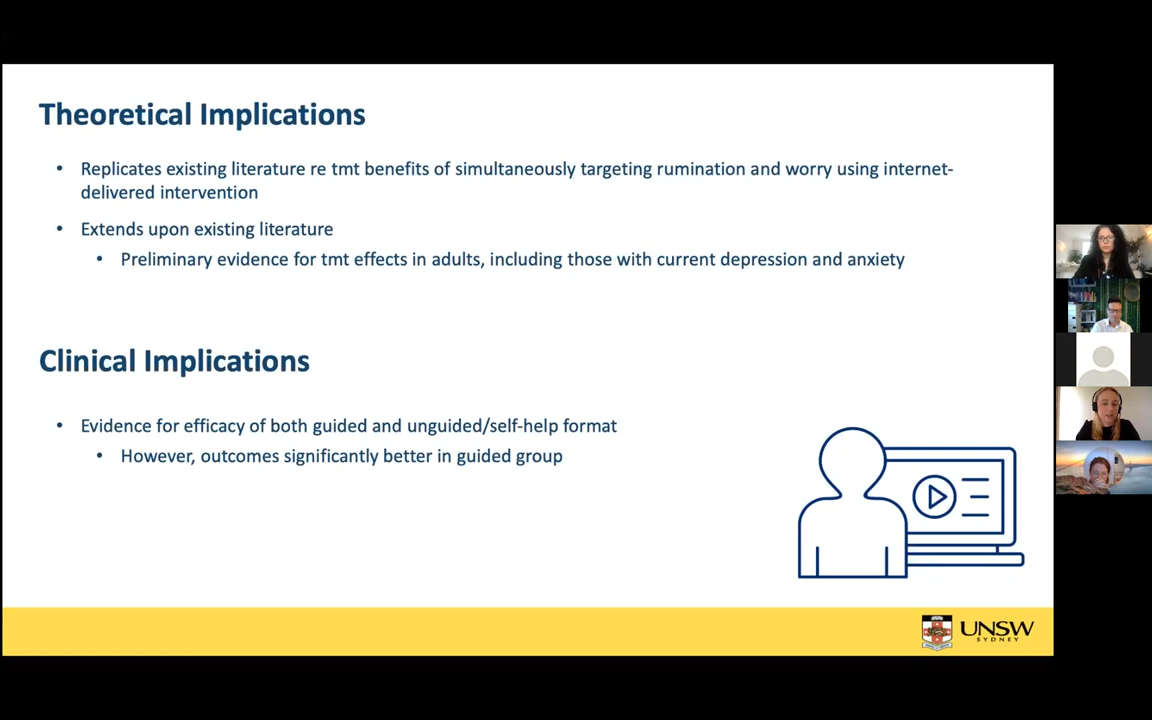 Theoretical Implications
• Replicates existing literature re tmt benefits of simultaneously targeting rumination and worry using internet-
delivered intervention
• Extends upon existing literature
• Preliminary evidence for tmt effects in adults, including those with current depression and anxiety
Clinical Implications
• Evidence for efficacy of both guided and unguided/self-help format
• However, outcomes significantly better in guided group
UNSW
SYDNEY